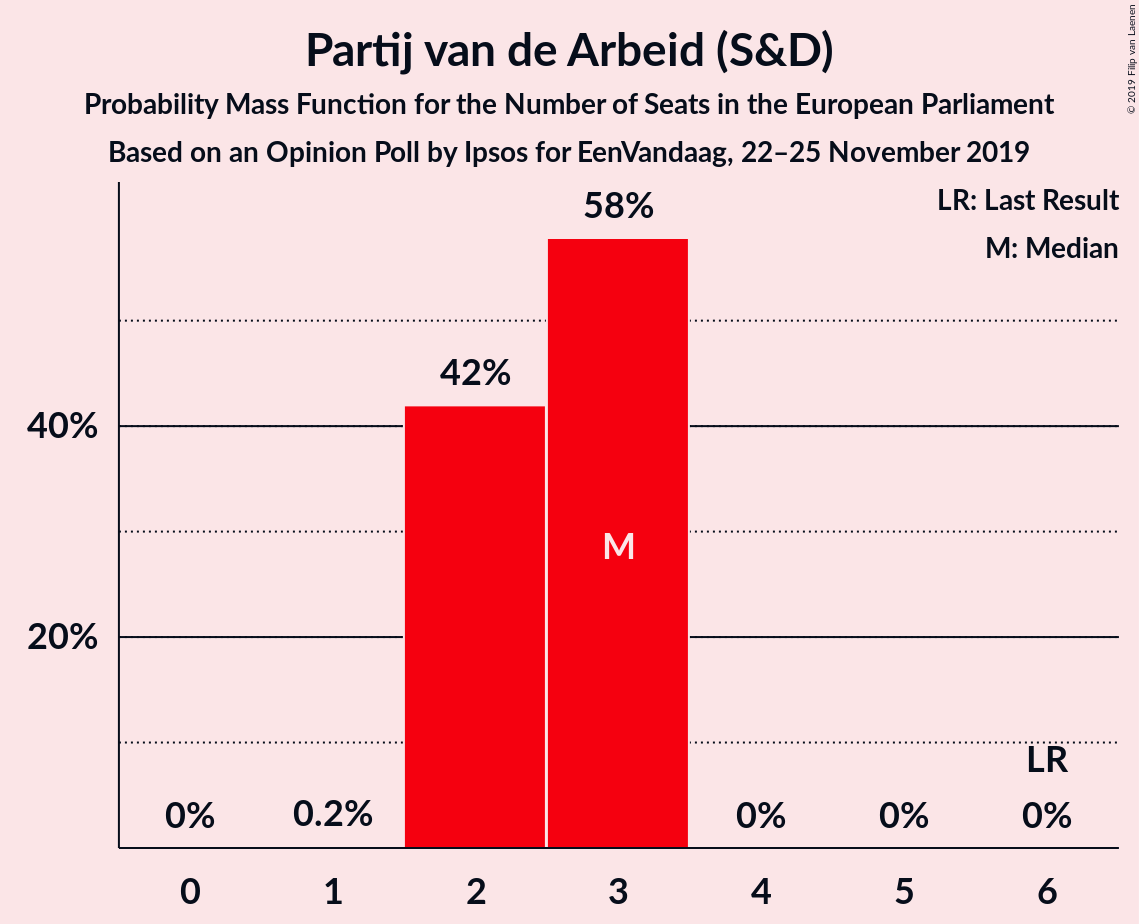 Partij van de Arbeid (S&D)
Probability Mass Function for the Number of Seats in the European Parliament
Based on an Opinion Poll by Ipsos for EenVandaag, 22–25 November 2019
© 2019 Filip van Laenen
LR: Last Result
M: Median
58%
42%
40%
M
20%
LR
0%
0.2%
0%
0%
0%
0
1
2
3
4
5
6